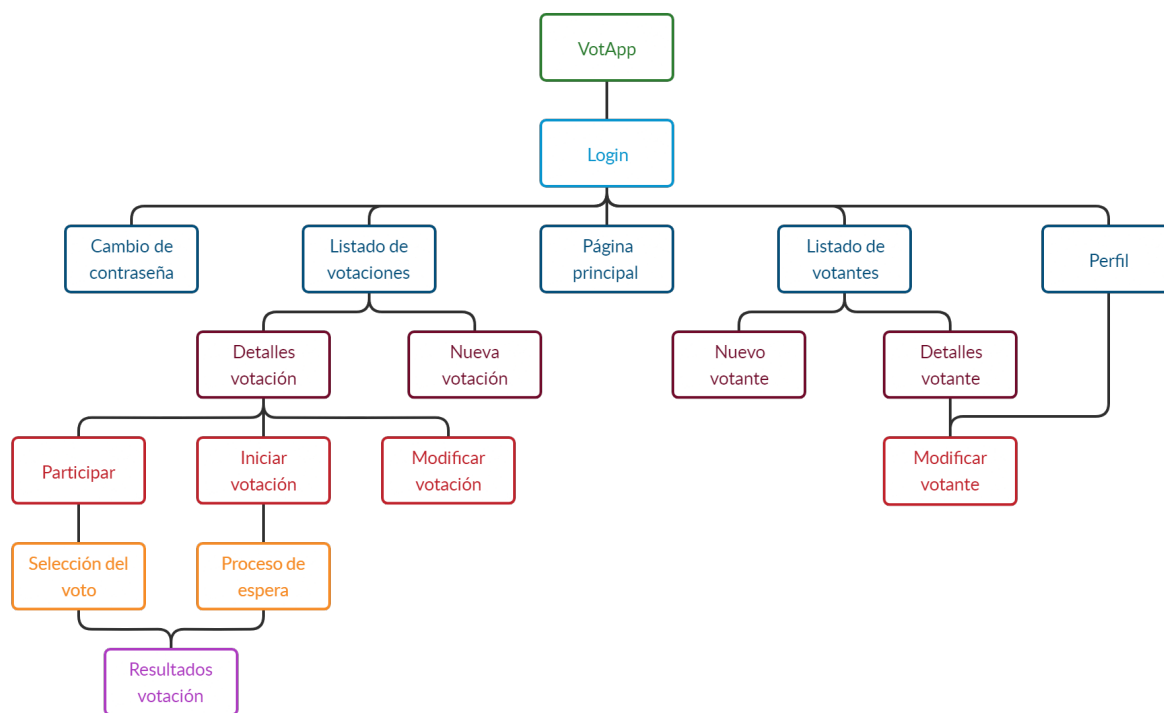 VotApp
Login
Cambio de
contraseña
Listado de
votaciones
Página
principal
Listado de
votantes
Perfil
Detalles
votación
Nueva
votación
Nuevo
votante
Detalles
votante
Participar
Iniciar
votación
Modificar
votación
Modificar
votante
Selección del
voto
Proceso de
espera
Resultados
votación